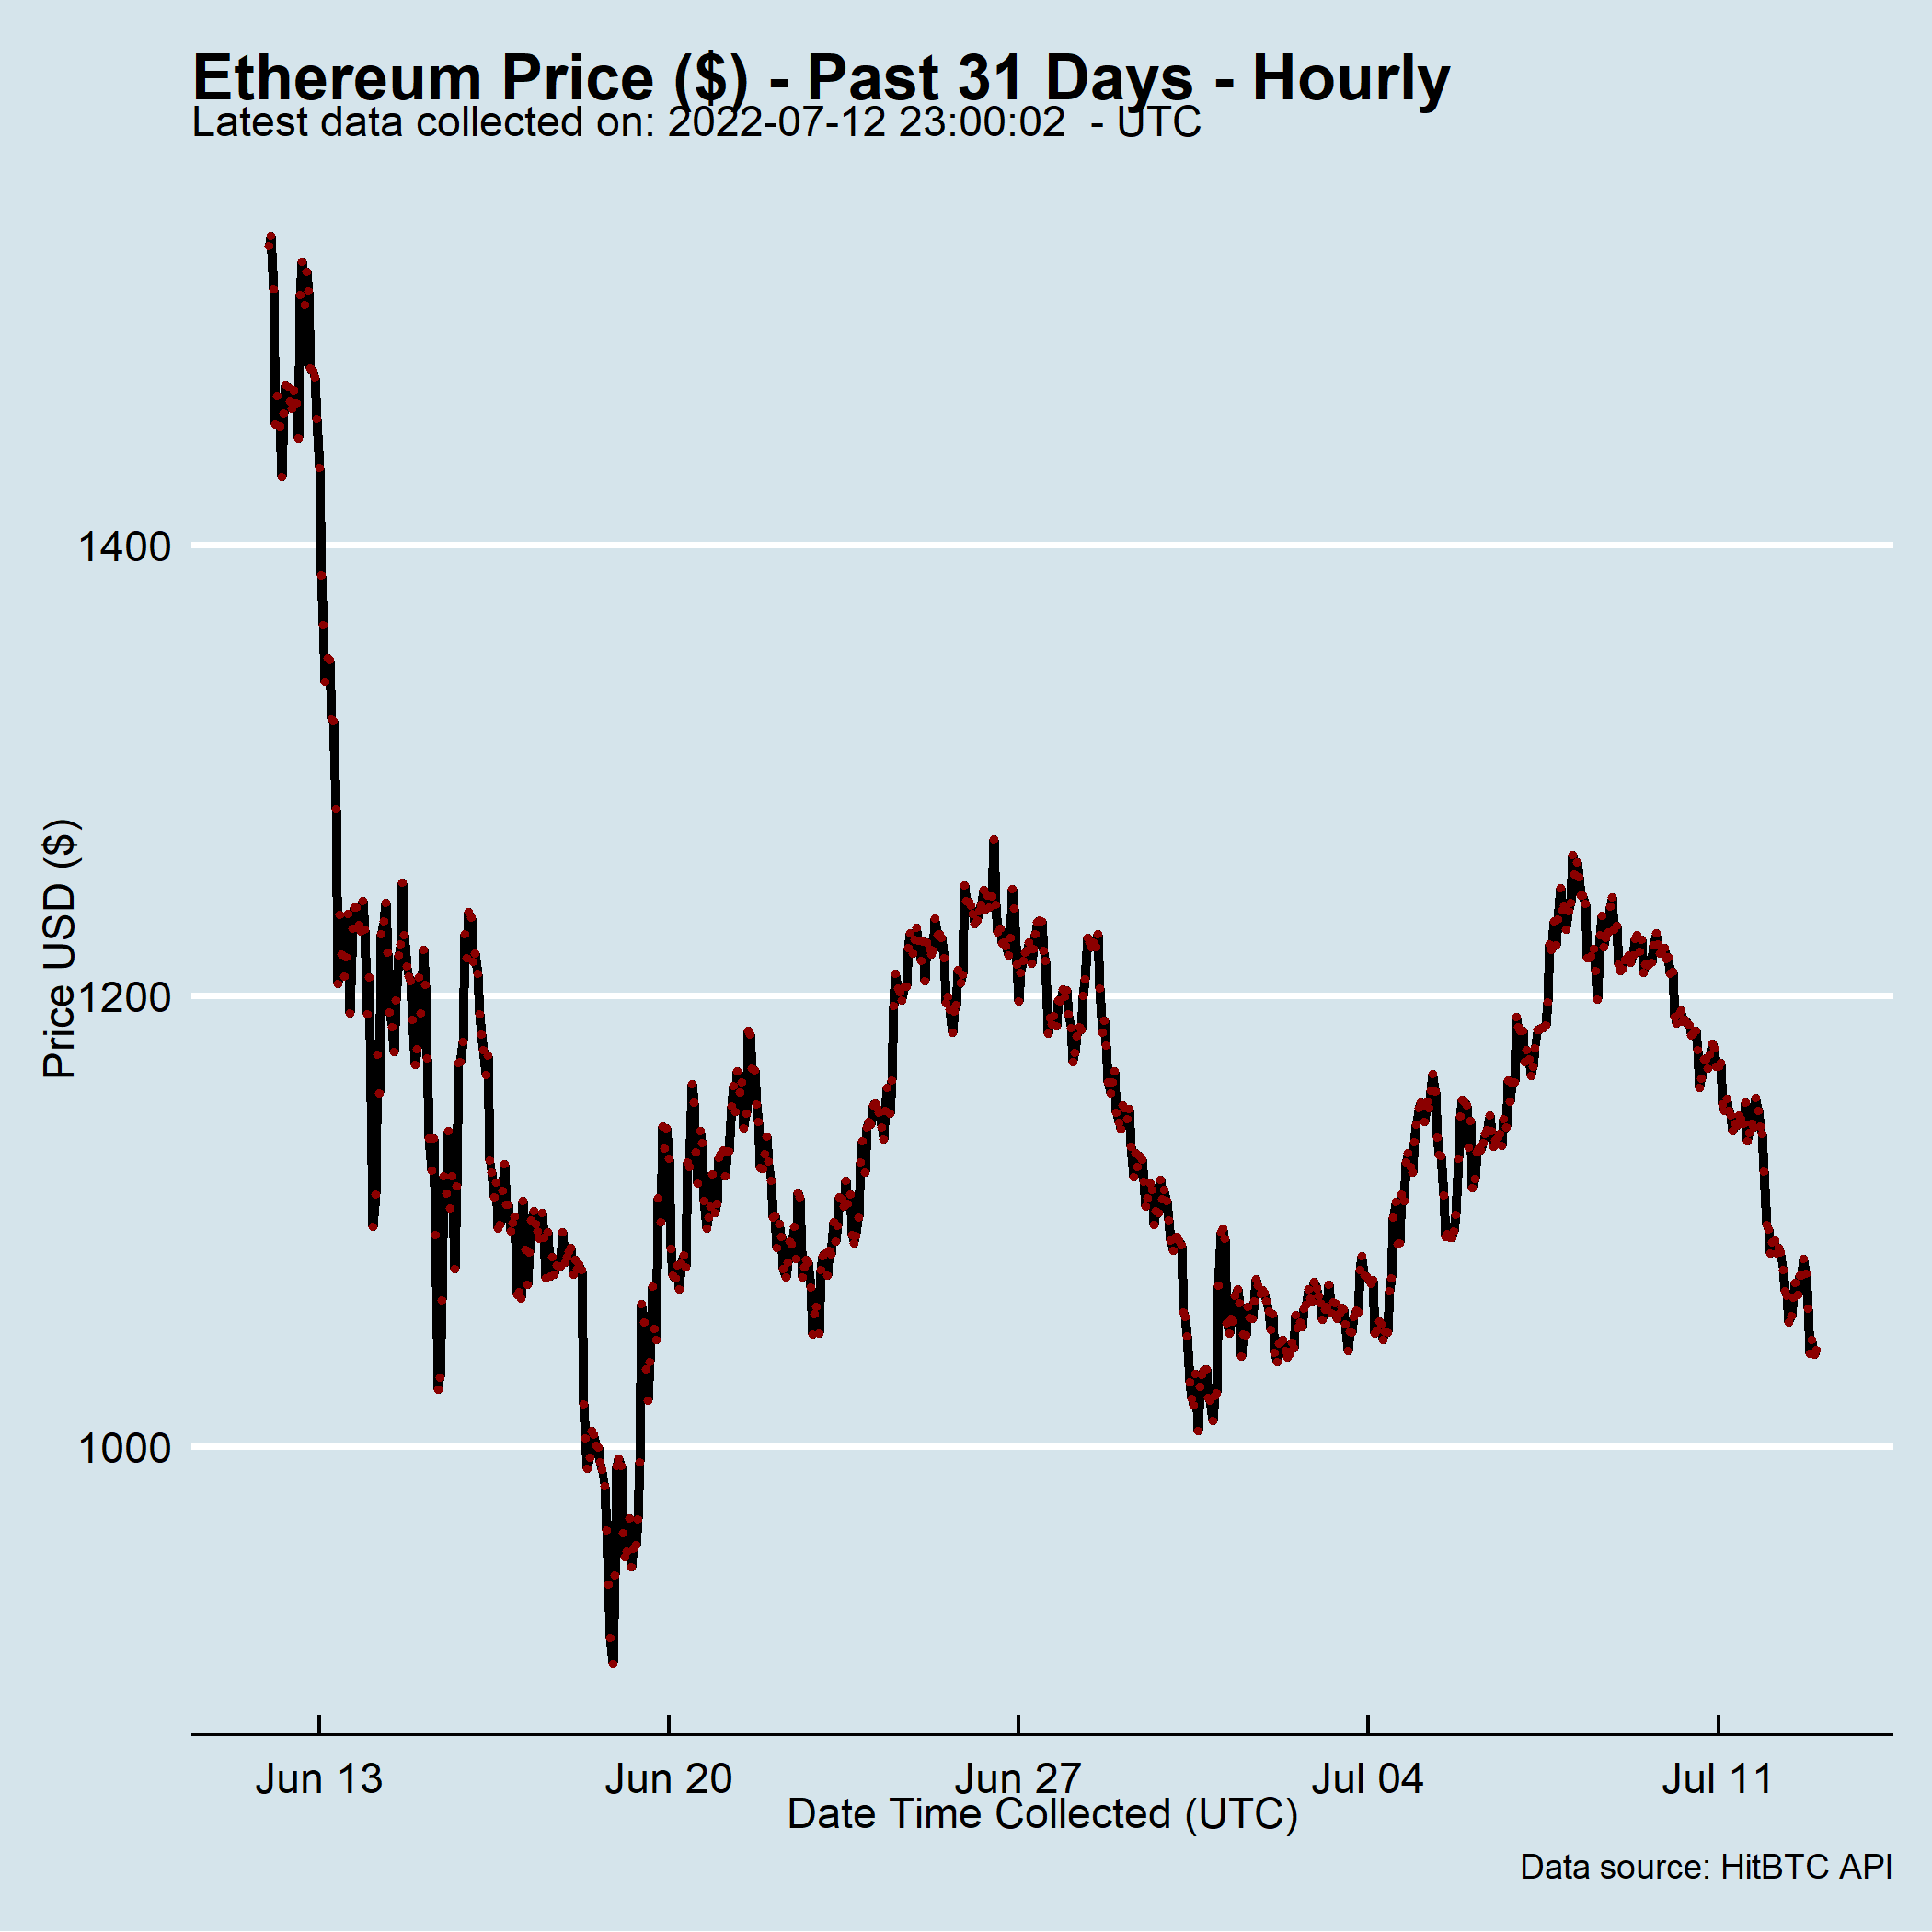 Ethereum Price ($) - Past 31 Days - Hourly
Latest data collected on: 2022-07-12 23:00:02  - UTC
Price USD ($)
1400
1200
1000
Jun 13
Jun 20
Jun 27
Jul 04
Jul 11
Date Time Collected (UTC)
Data source: HitBTC API